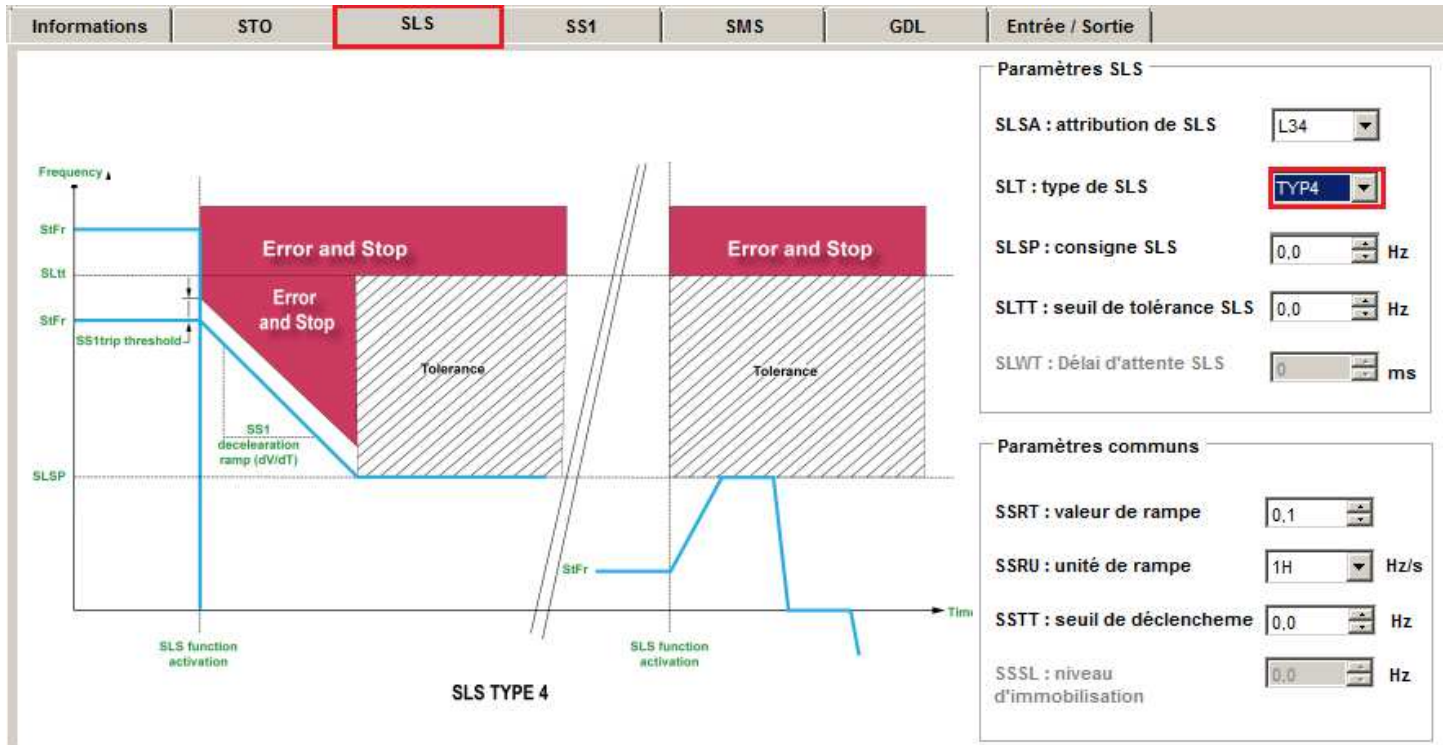 Informations
STO
SLS
SS1
SMS
GDL
Entrée / Sortie
Frequency
StFr
SLtt
StFr
SS1trip threshold
SLSP
Error and Stop
Error
and Stop
Tolerance
SS1
decelearation
ramp (dV/dT)
SLS function
activation
StFr
Error and Stop
Tolerance
SLS function
activation
Time
SLS TYPE 4
Paramètres SLS
SLSA : attribution de SLS L34
SLT : type de SLS TYP4
SLSP : consigne SLS 0,0 Hz
SLTT : seuil de tolérance SLS 0,0 Hz
SLWT : Délai d'attente SLS 0 ms
Paramètres communs
SSRT : valeur de rampe 0,1
SSRU : unité de rampe 1H Hz/s
SSTT : seuil de déclencheme 0,0 Hz
SSSL : niveau
d'immobilisation 0,0 Hz